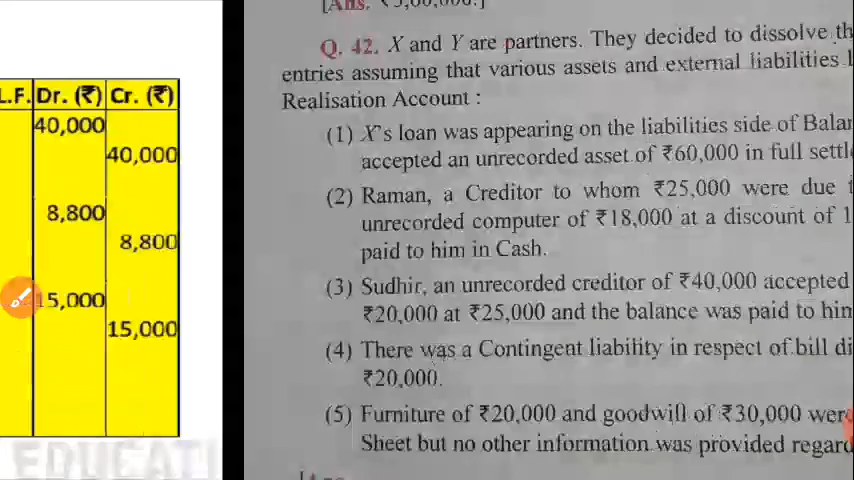 L.F. Dr. (₹) Cr. (₹)
40,000
40,000
8,800
8,800
15,000
15,000
EDUCATI
Q. 42. X and Y are partners. They decided to dissolve th
entries assuming that various assets and external liabilities
Realisation Account :
(1) X's loan was appearing on the liabilities side of Balan
accepted an unrecorded asset of ₹60,000 in full settl
(2) Raman, a Creditor to whom ₹25,000 were due
unrecorded computer of ₹18,000 at a discount of 1
paid to him in Cash.
(3) Sudhir, an unrecorded creditor of ₹40,000 accepted
₹20,000 at ₹25,000 and the balance was paid to him
(4) There was a Contingent liability in respect of bill di
₹20,000.
(5) Furniture of ₹20,000 and goodwill of ₹30,000 were
Sheet but no other information was provided regard